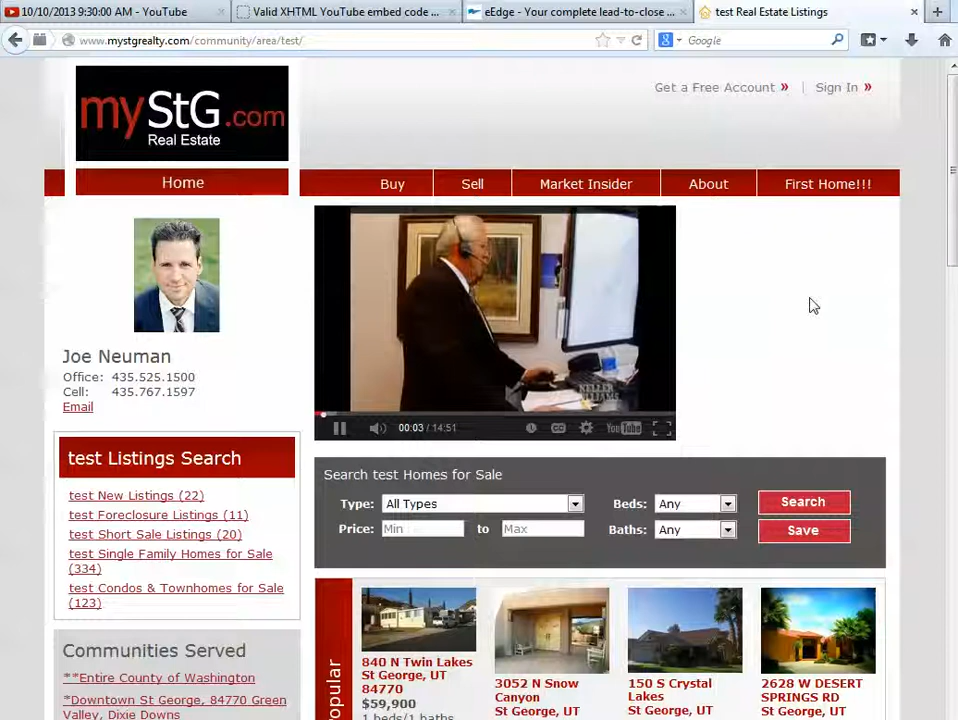 10/10/2013 9:30:00 AM - YouTube
Valid XHTML YouTube embed code ...
eEdge - Your complete lead-to-close ...
test Real Estate Listings
www.mystgrealty.com/community/area/test/
Google
myStG.com
Real Estate
Get a Free Account »
|
Sign In »
Home
Buy
Sell
Market Insider
About
First Home!!!
Joe Neuman
Office: 435.525.1500
Cell: 435.767.1597
Email
KELLER
WILLIAMS
00:03 / 14:51
CC
YouTube
test Listings Search
test New Listings (22)
test Foreclosure Listings (11)
test Short Sale Listings (20)
test Single Family Homes for Sale
(334)
test Condos & Townhomes for Sale
(123)
Communities Served
**Entire County of Washington
*Downtown St George, 84770 Green
Valley, Dixie Downs
Search test Homes for Sale
Type: All Types
Beds: Any
Search
Price: Min to Max
Baths: Any
Save
Popular
840 N Twin Lakes
St George, UT
84770
$59,900
1 beds/1 baths
3052 N Snow
Canyon
St George, UT
150 S Crystal
Lakes
St George, UT
2628 W DESERT
SPRINGS RD
St George, UT